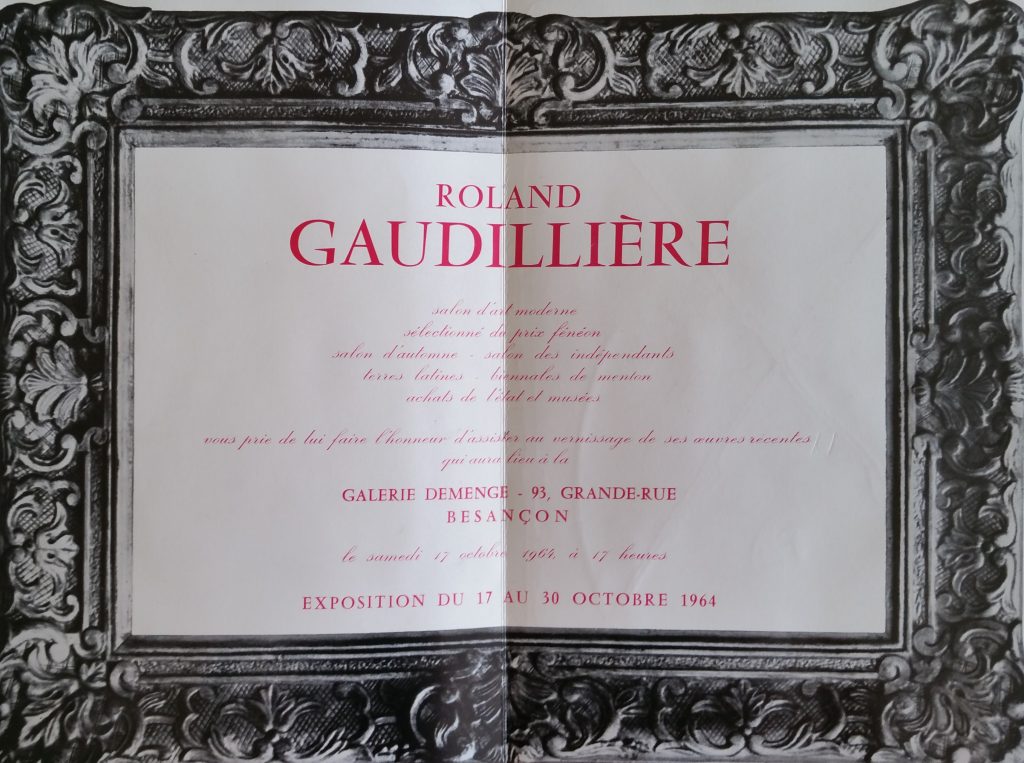 ROLAND
GAUDILLIÈRE
salon d'art moderne
sélectionné du prix fénéon
salon d'automne - salon des indépendants
terres latines - biennales de menton
achats de l'état et musées
vous prie de lui faire l'honneur d'assister au vernissage de ses œuvres recentes
qui aura lieu à la
GALERIE DEMENGE - 93, GRANDE-RUE
BESANÇON
le samedi 17 octobre 1964, à 17 heures
EXPOSITION DU 17 AU 30 OCTOBRE 1964